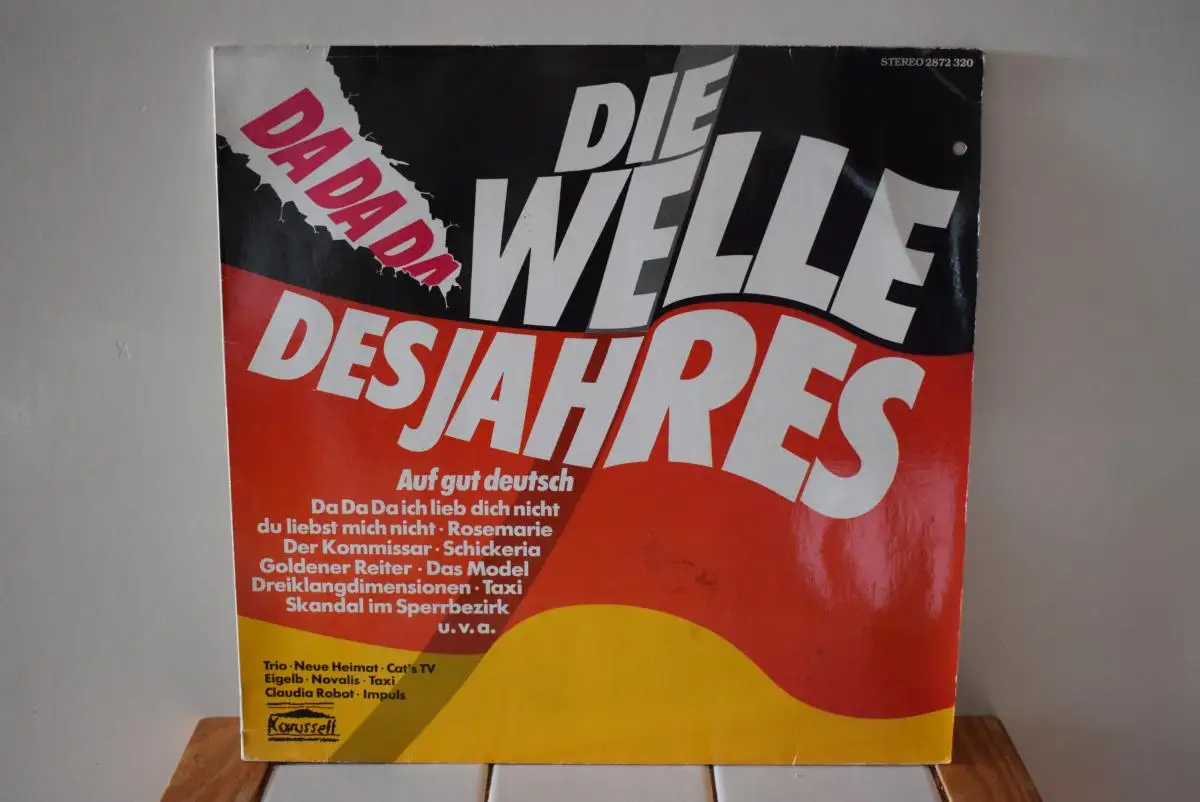 STEREO 2872 320
DA DA DA
DIE
WELLE
DES JAHRES
Auf gut deutsch
Da Da Da ich lieb dich nicht
du liebst mich nicht · Rosemarie
Der Kommissar · Schickeria
Goldener Reiter · Das Model
Dreiklangdimensionen · Taxi
Skandal im Sperrbezirk
u.v.a.
Trio · Neue Heimat · Cat's TV
Eigelb · Novalis · Taxi
Claudia Robot · Impuls
Karussell